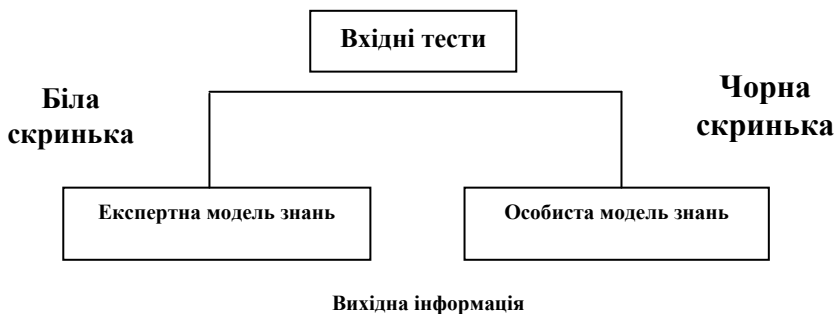 Вхідні тести
Біла
скринька
Чорна
скринька
Експертна модель знань
Особиста модель знань
Вихідна інформація